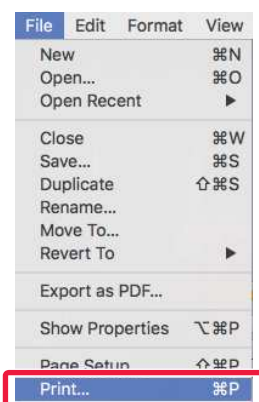 File Edit Format View
New ⌘N
Open... ⌘O
Open Recent ▶
Close ⌘W
Save... ⌘S
Duplicate ⇧⌘S
Rename...
Move To...
Revert To ▶
Export as PDF...
Show Properties ⌥⌘P
Page Setup ⇧⌘P
Print... ⌘P